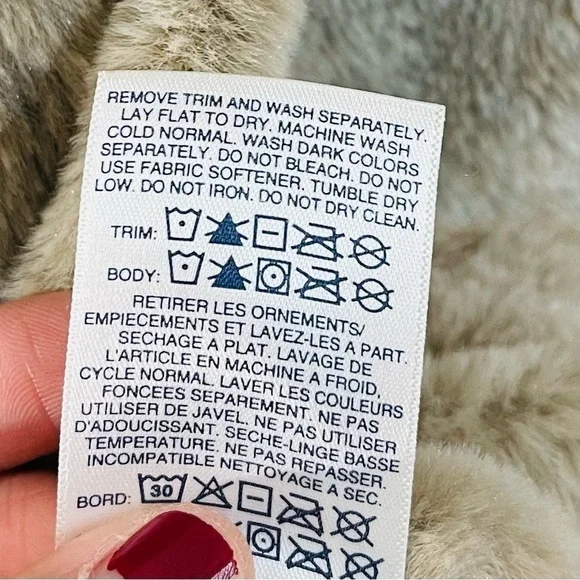 REMOVE TRIM AND WASH SEPARATELY.
LAY FLAT TO DRY. MACHINE WASH
COLD NORMAL. WASH DARK COLORS
SEPARATELY. DO NOT BLEACH. DO NOT
USE FABRIC SOFTENER. TUMBLE DRY
LOW. DO NOT IRON. DO NOT DRY CLEAN.
TRIM:
BODY:
RETIRER LES ORNEMENTS/
EMPIECEMENTS ET LAVEZ-LES A PART.
SECHAGE A PLAT. LAVAGE DE
L'ARTICLE EN MACHINE A FROID,
CYCLE NORMAL. LAVER LES COULEURS
FONCEES SEPAREMENT. NE PAS
UTILISER DE JAVEL. NE PAS UTILISER
D'ADOUCISSANT. SECHE-LINGE BASSE
TEMPERATURE. NE PAS REPASSER.
INCOMPATIBLE NETTOYAGE A SEC.
BORD: 30